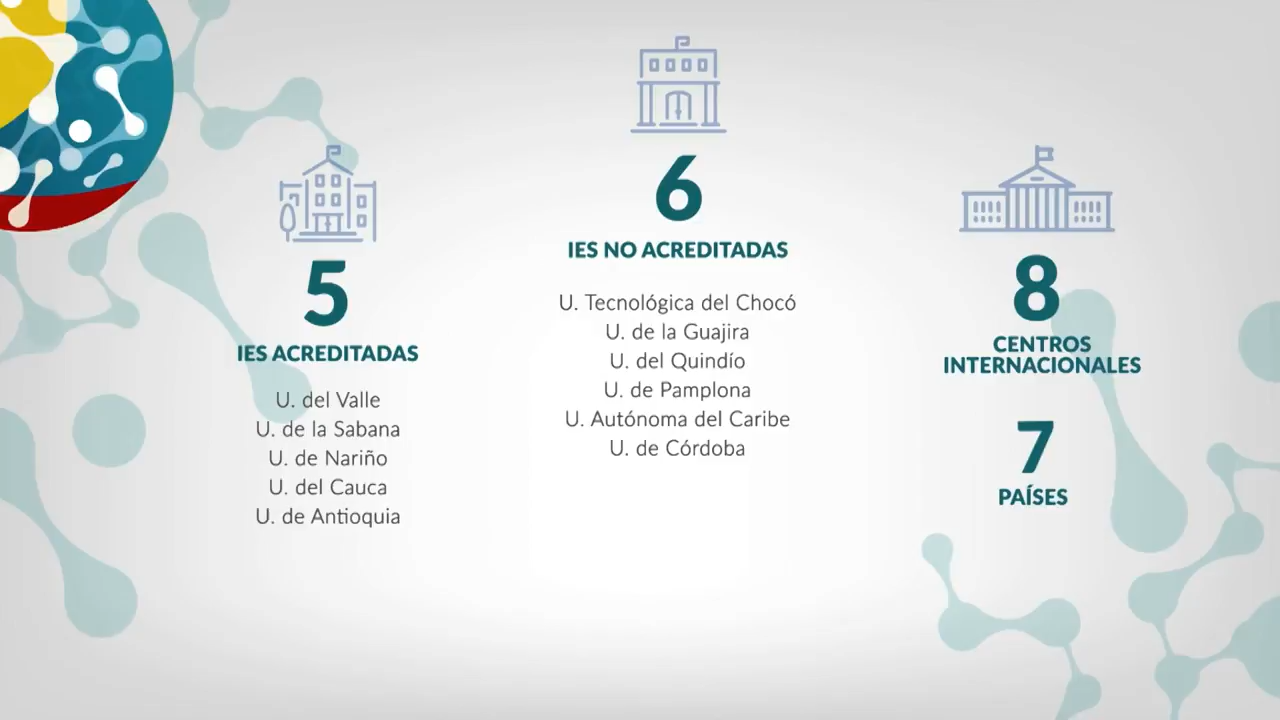 5
IES ACREDITADAS
U. del Valle
U. de la Sabana
U. de Nariño
U. del Cauca
U. de Antioquia
6
IES NO ACREDITADAS
U. Tecnológica del Chocó
U. de la Guajira
U. del Quindío
U. de Pamplona
U. Autónoma del Caribe
U. de Córdoba
8
CENTROS
INTERNACIONALES
7
PAÍSES